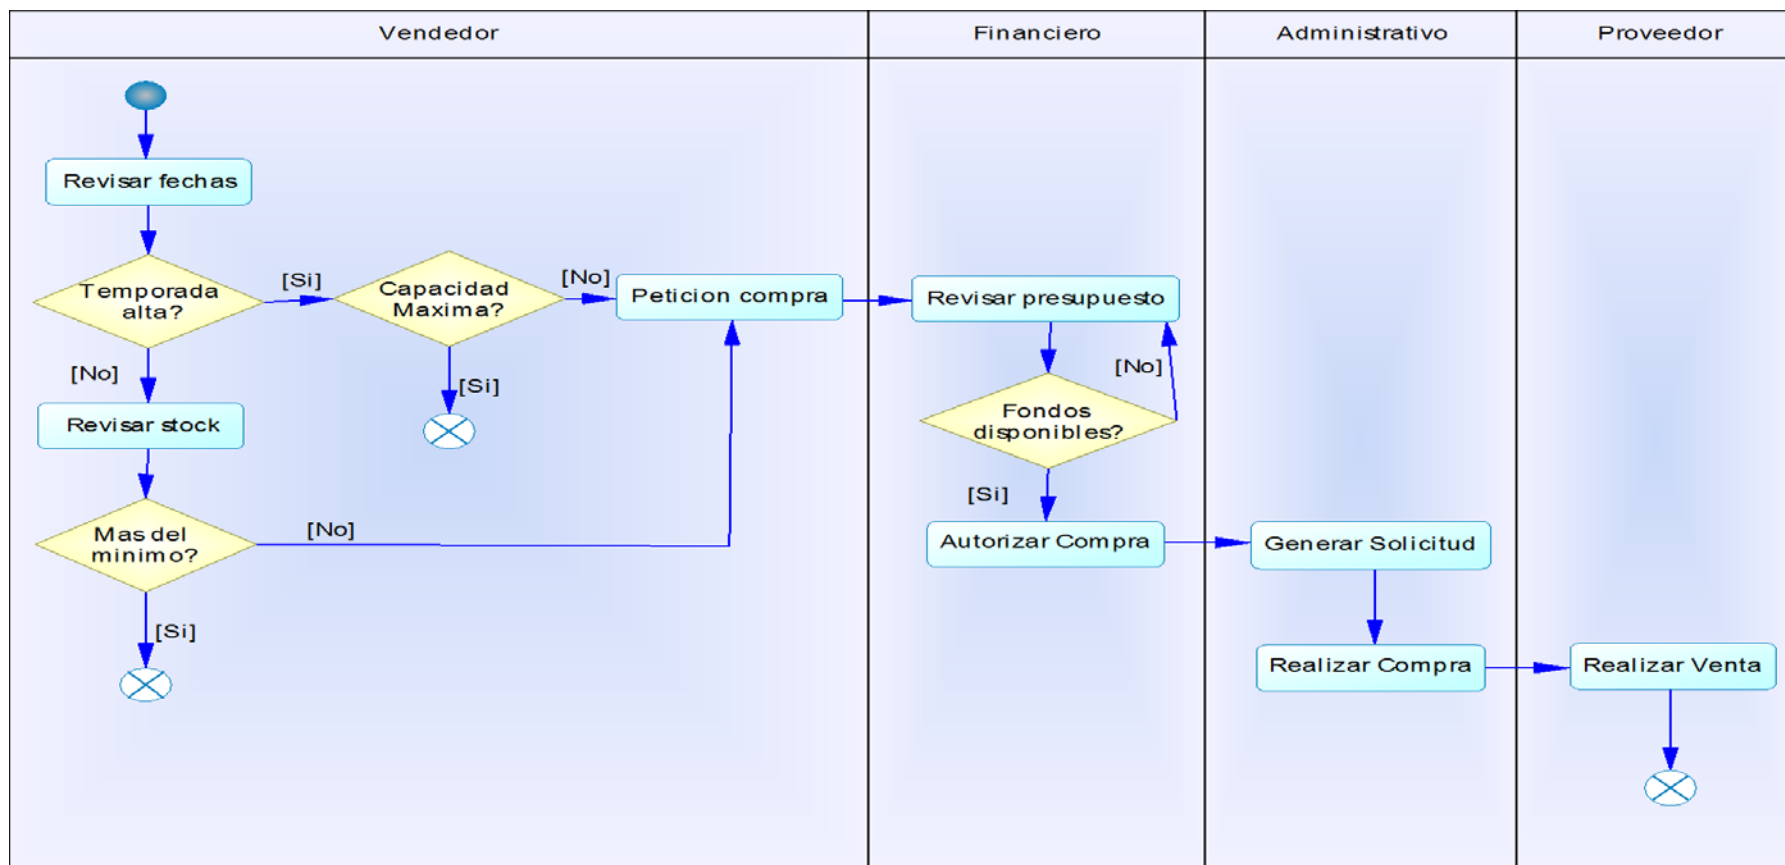 Vendedor
Financiero
Administrativo
Proveedor
Revisar fechas
Temporada
alta?
[Si]
Capacidad
Maxima?
[No]
Peticion compra
Revisar presupuesto
[No]
[Si]
[No]
Revisar stock
Fondos
disponibles?
[Si]
Mas del
minimo?
[No]
Autorizar Compra
Generar Solicitud
[Si]
Realizar Compra
Realizar Venta